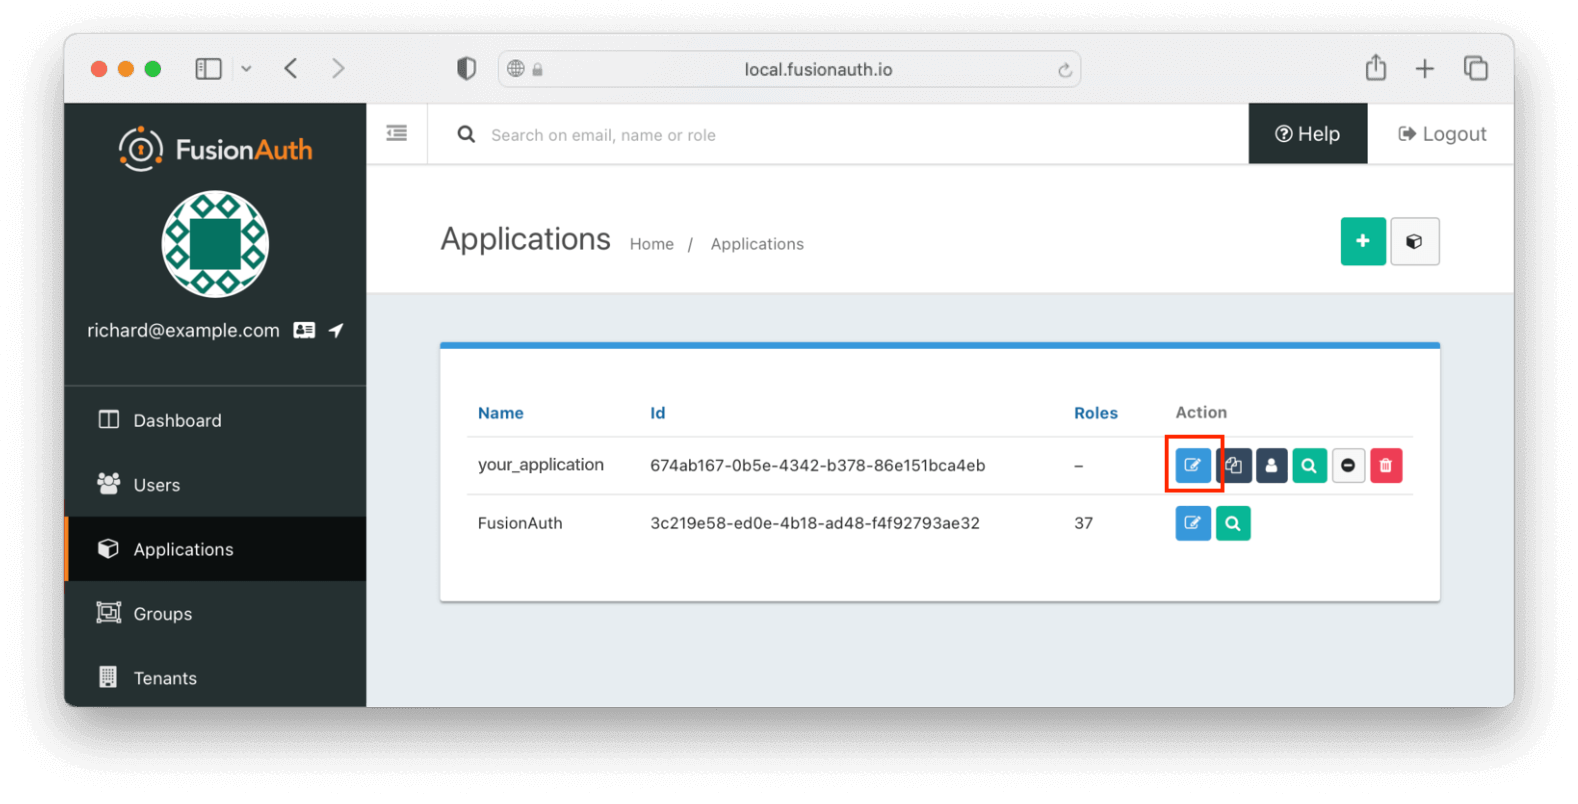 local.fusionauth.io
FusionAuth
Search on email, name or role
Help
Logout
richard@example.com
Dashboard
Users
Applications
Groups
Tenants
Applications Home / Applications
Name Id Roles Action
your_application 674ab167-0b5e-4342-b378-86e151bca4eb –
FusionAuth 3c219e58-ed0e-4b18-ad48-f4f92793ae32 37